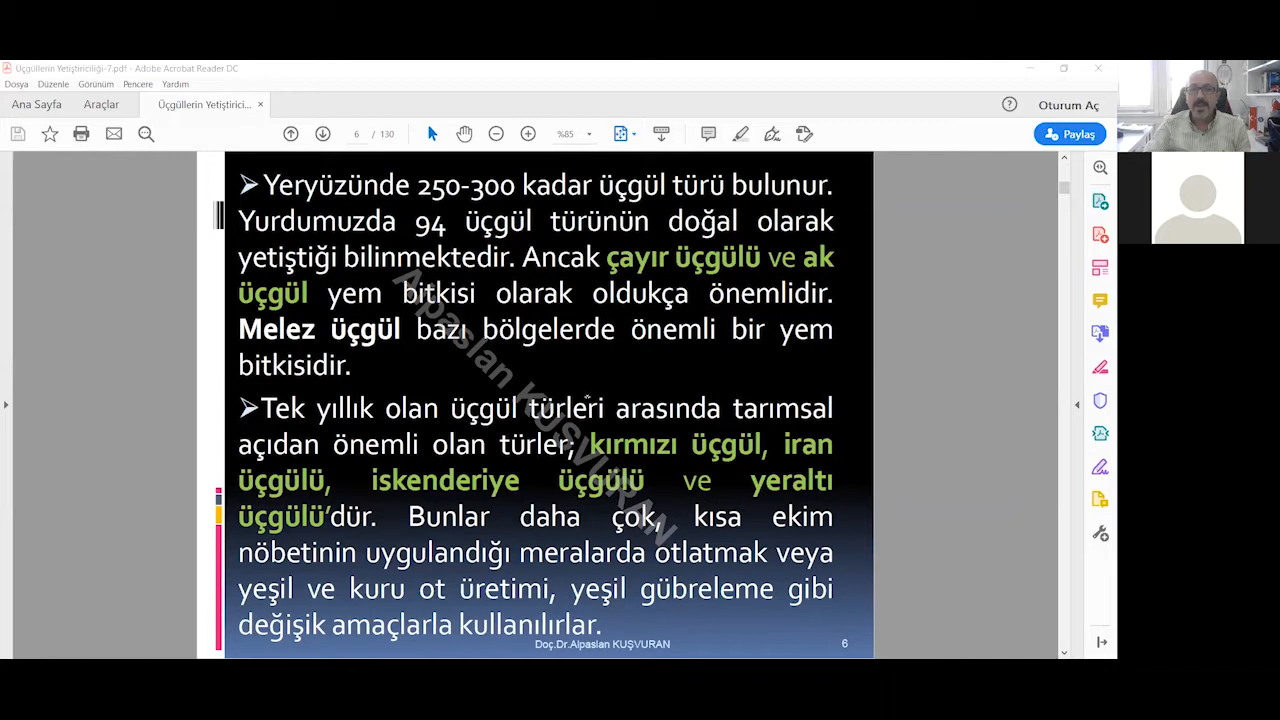 Üçgüllerin Yetiştiriciliği-7.pdf - Adobe Acrobat Reader DC
Dosya Düzenle Görünüm Pencere Yardım
Ana Sayfa Araçlar Üçgüllerin Yetiştirici... × Oturum Aç
6 / 130 %85 Paylaş
➢Yeryüzünde 250-300 kadar üçgül türü bulunur.
Yurdumuzda 94 üçgül türünün doğal olarak
yetiştiği bilinmektedir. Ancak çayır üçgülü ve ak
üçgül yem bitkisi olarak oldukça önemlidir.
Melez üçgül bazı bölgelerde önemli bir yem
bitkisidir.
➢Tek yıllık olan üçgül türleri arasında tarımsal
açıdan önemli olan türler; kırmızı üçgül, iran
üçgülü, iskenderiye üçgülü ve yeraltı
üçgülü’dür. Bunlar daha çok, kısa ekim
nöbetinin uygulandığı meralarda otlatmak veya
yeşil ve kuru ot üretimi, yeşil gübreleme gibi
değişik amaçlarla kullanılırlar.
Alpaslan KUŞVURAN
Doç.Dr.Alpaslan KUŞVURAN 6